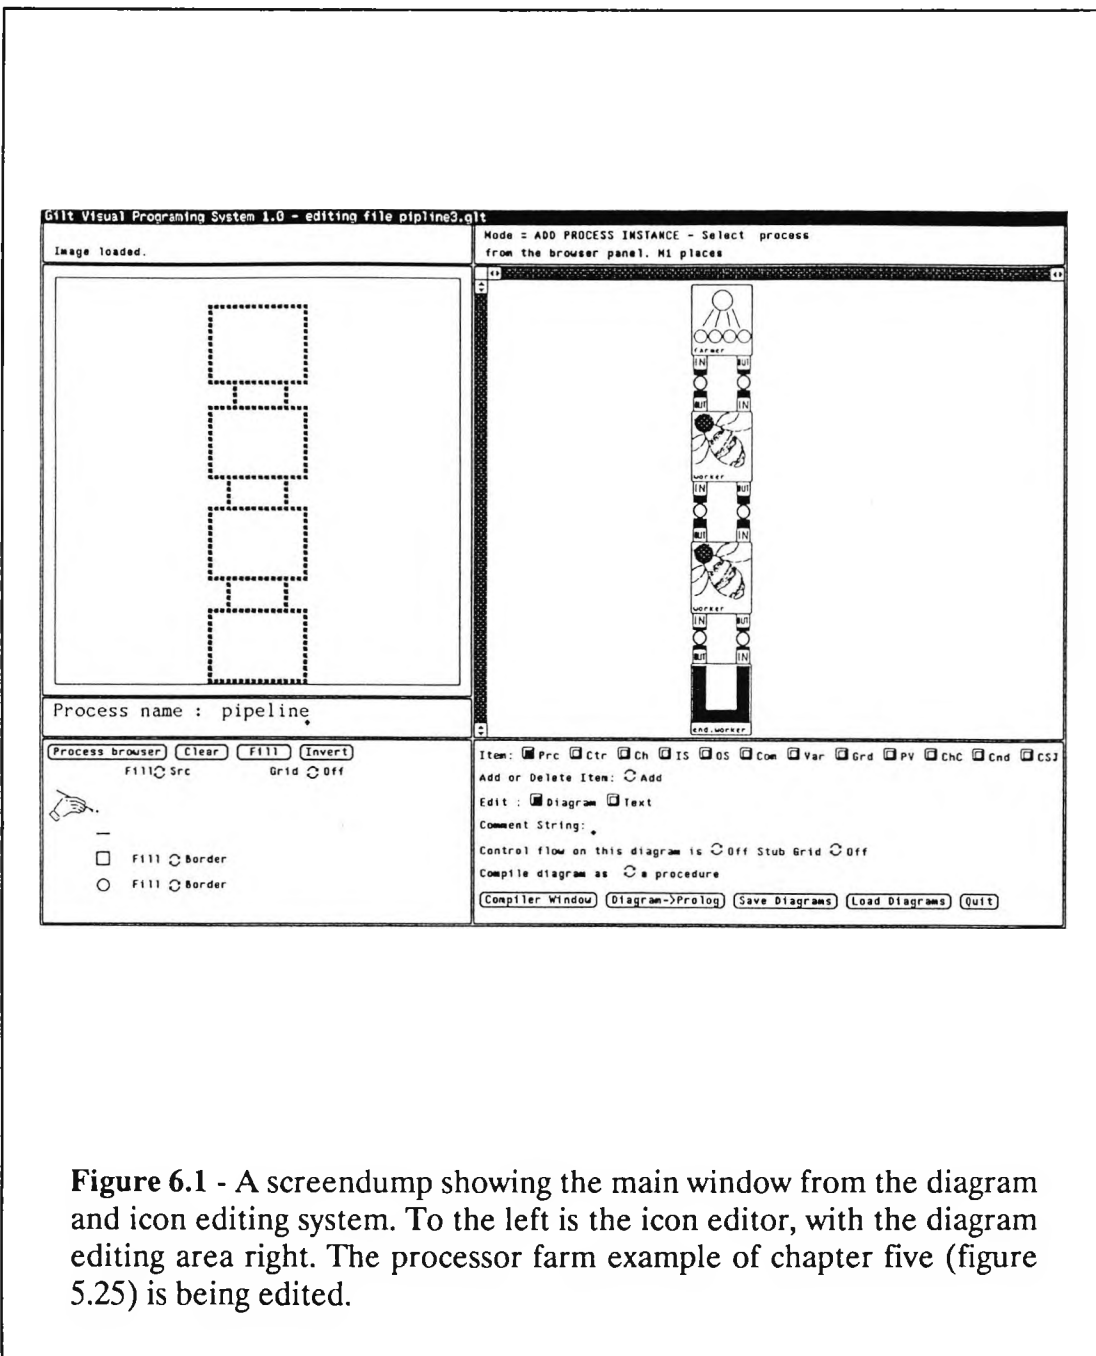 Gilt Visual Programing System 1.0 - editing file pipline3.glt
Image loaded.
Mode = ADD PROCESS INSTANCE - Select process
from the browser panel. M1 places
farmer
IN OUT
OUT IN
worker
IN OUT
OUT IN
worker
IN OUT
OUT IN
end.worker
Process name : pipeline
Process browser Clear Fill Invert
Fill Src Grid Off
Fill Border
Fill Border
Item: Prc Ctr Ch IS OS Com Var Grd PV ChC Cnd CSJ
Add or Delete Item: Add
Edit : Diagram Text
Comment String:
Control flow on this diagram is Off Stub Grid Off
Compile diagram as a procedure
Compiler Window Diagram->Prolog Save Diagrams Load Diagrams Quit
Figure 6.1 - A screendump showing the main window from the diagram
and icon editing system. To the left is the icon editor, with the diagram
editing area right. The processor farm example of chapter five (figure
5.25) is being edited.